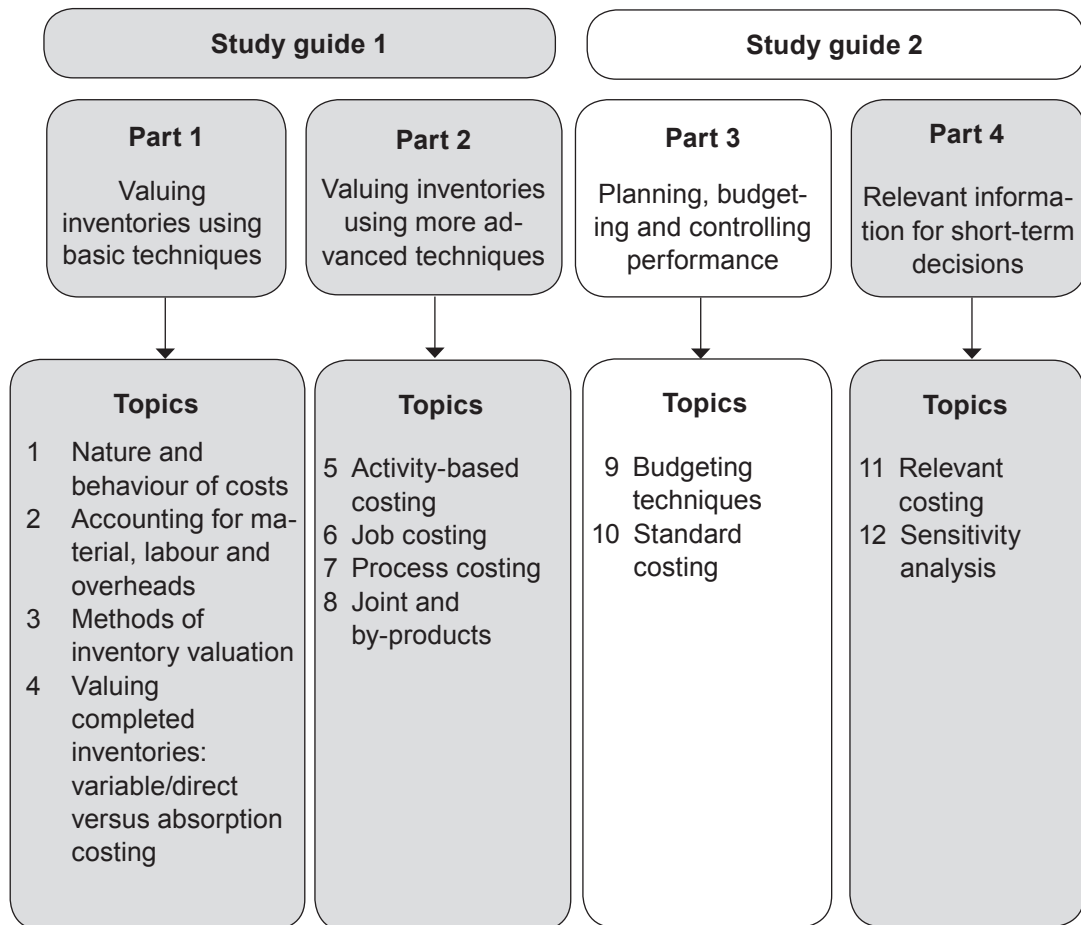 Study guide 1
Study guide 2
Part 1
Valuing
inventories using
basic techniques
Part 2
Valuing inventories
using more ad-
vanced techniques
Part 3
Planning, budget-
ing and controlling
performance
Part 4
Relevant informa-
tion for short-term
decisions
Topics
1 Nature and
behaviour of costs
2 Accounting for ma-
terial, labour and
overheads
3 Methods of
inventory valuation
4 Valuing
completed
inventories:
variable/direct
versus absorption
costing
Topics
5 Activity-based
costing
6 Job costing
7 Process costing
8 Joint and
by-products
Topics
9 Budgeting
techniques
10 Standard
costing
Topics
11 Relevant
costing
12 Sensitivity
analysis